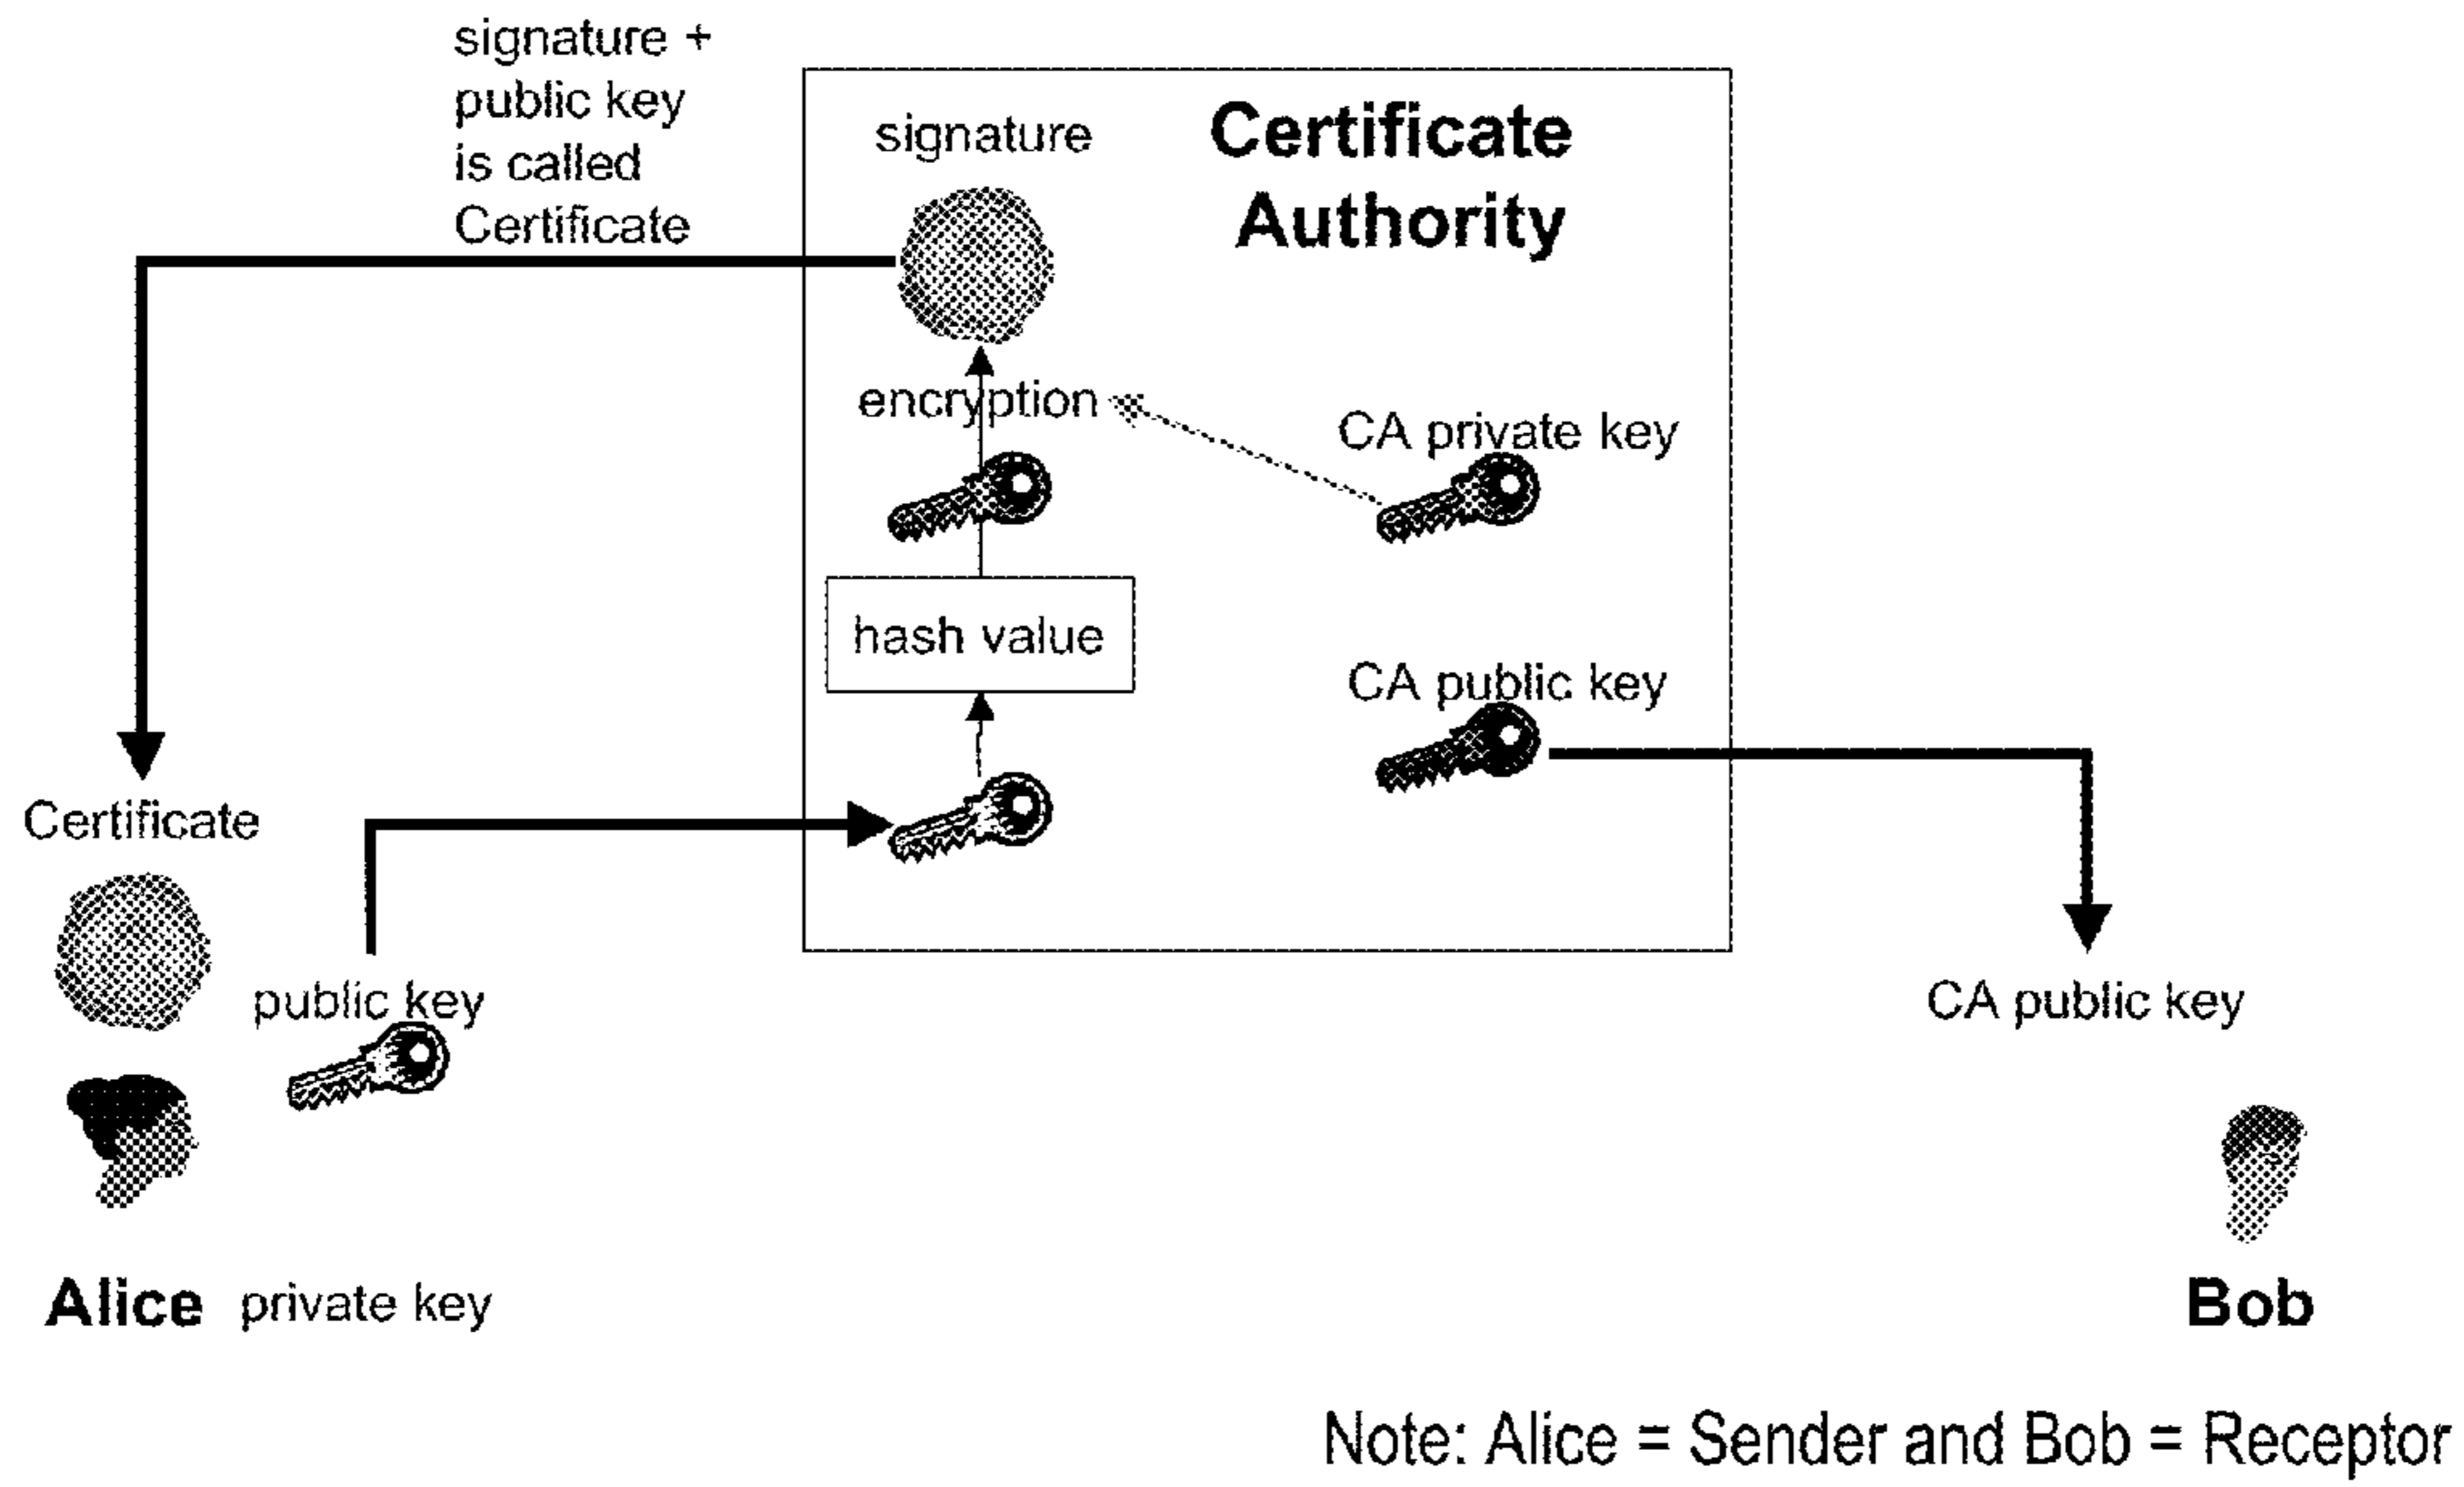 signature +
public key
is called
Certificate
signature
Certificate
Authority
encryption
CA private key
hash value
CA public key
Certificate
public key
CA public key
Alice
private key
Bob
Note: Alice = Sender and Bob = Receptor